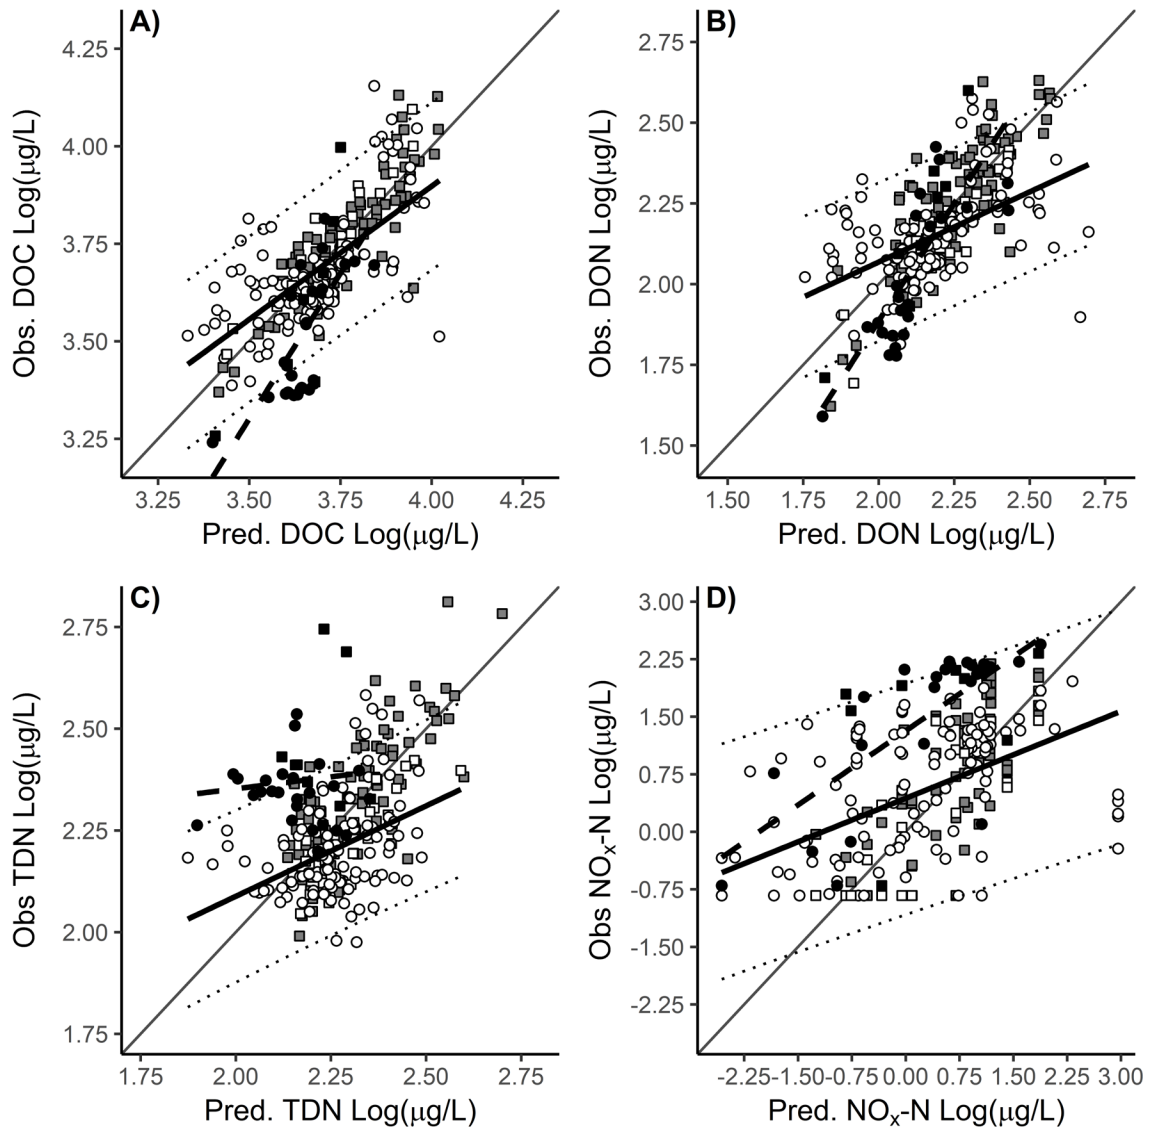 A)
Obs. DOC Log(μg/L)
4.25
4.00
3.75
3.50
3.25
3.25 3.50 3.75 4.00 4.25
Pred. DOC Log(μg/L)
B)
Obs. DON Log(μg/L)
2.75
2.50
2.25
2.00
1.75
1.50
1.50 1.75 2.00 2.25 2.50 2.75
Pred. DON Log(μg/L)
C)
Obs TDN Log(μg/L)
2.75
2.50
2.25
2.00
1.75
1.75 2.00 2.25 2.50 2.75
Pred. TDN Log(μg/L)
D)
Obs NOₓ-N Log(μg/L)
3.00
2.25
1.50
0.75
0.00
-0.75
-1.50
-2.25
-2.25 -1.50 -0.75 0.00 0.75 1.50 2.25 3.00
Pred. NOₓ-N Log(μg/L)